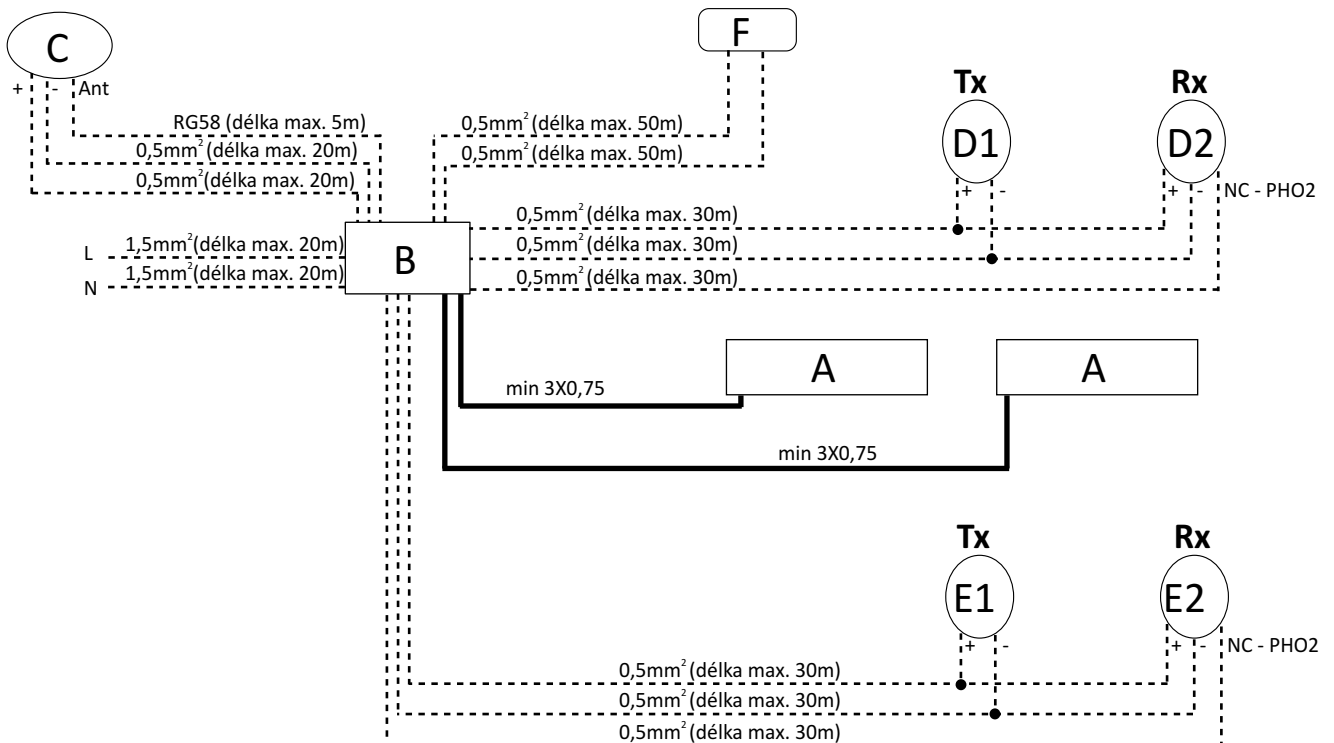 C
+ - Ant
RG58 (délka max. 5m)
0,5mm² (délka max. 20m)
0,5mm² (délka max. 20m)
F
0,5mm² (délka max. 50m)
0,5mm² (délka max. 50m)
Tx
D1
+ -
Rx
D2
+ - NC - PHO2
0,5mm² (délka max. 30m)
0,5mm² (délka max. 30m)
0,5mm² (délka max. 30m)
L 1,5mm² (délka max. 20m)
N 1,5mm² (délka max. 20m)
B
A
A
min 3X0,75
min 3X0,75
Tx
E1
+ -
Rx
E2
+ - NC - PHO2
0,5mm² (délka max. 30m)
0,5mm² (délka max. 30m)
0,5mm² (délka max. 30m)